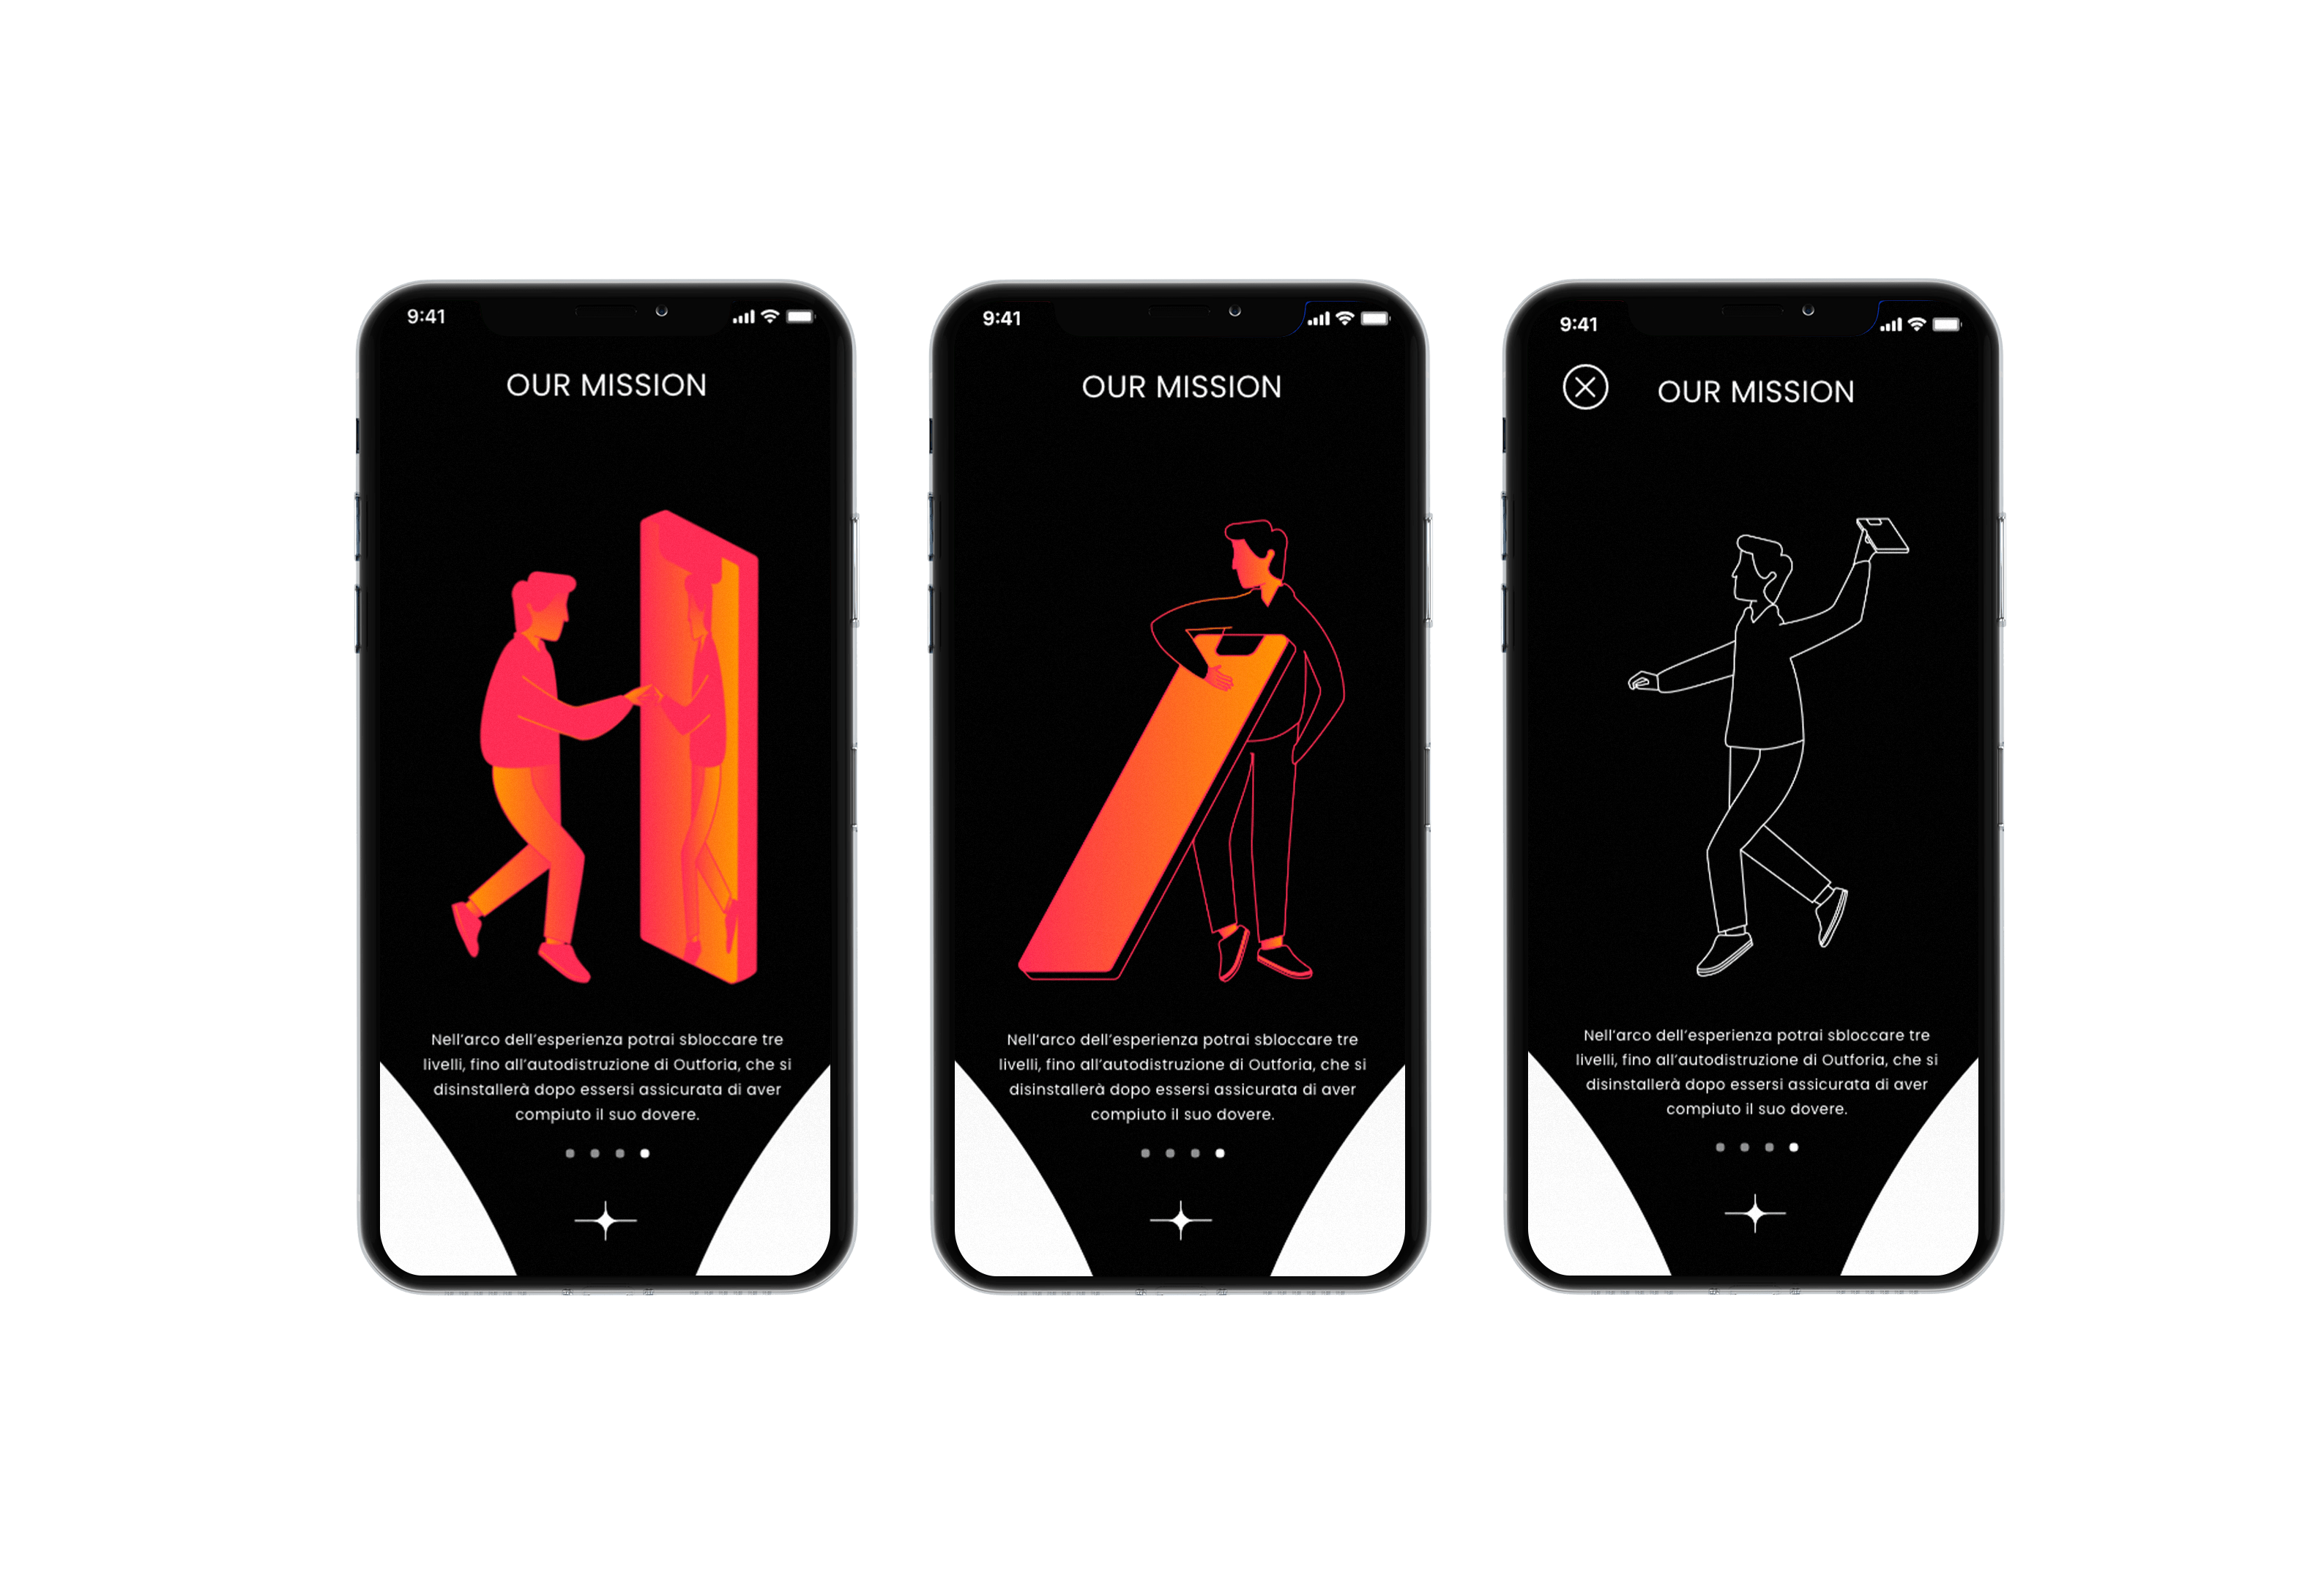 9:41
OUR MISSION
Nell'arco dell'esperienza potrai sbloccare tre
livelli, fino all'autodistruzione di Outforia, che si
disinstallerà dopo essersi assicurata di aver
compiuto il suo dovere.
9:41
OUR MISSION
Nell'arco dell'esperienza potrai sbloccare tre
livelli, fino all'autodistruzione di Outforia, che si
disinstallerà dopo essersi assicurata di aver
compiuto il suo dovere.
9:41
OUR MISSION
Nell'arco dell'esperienza potrai sbloccare tre
livelli, fino all'autodistruzione di Outforia, che si
disinstallerà dopo essersi assicurata di aver
compiuto il suo dovere.